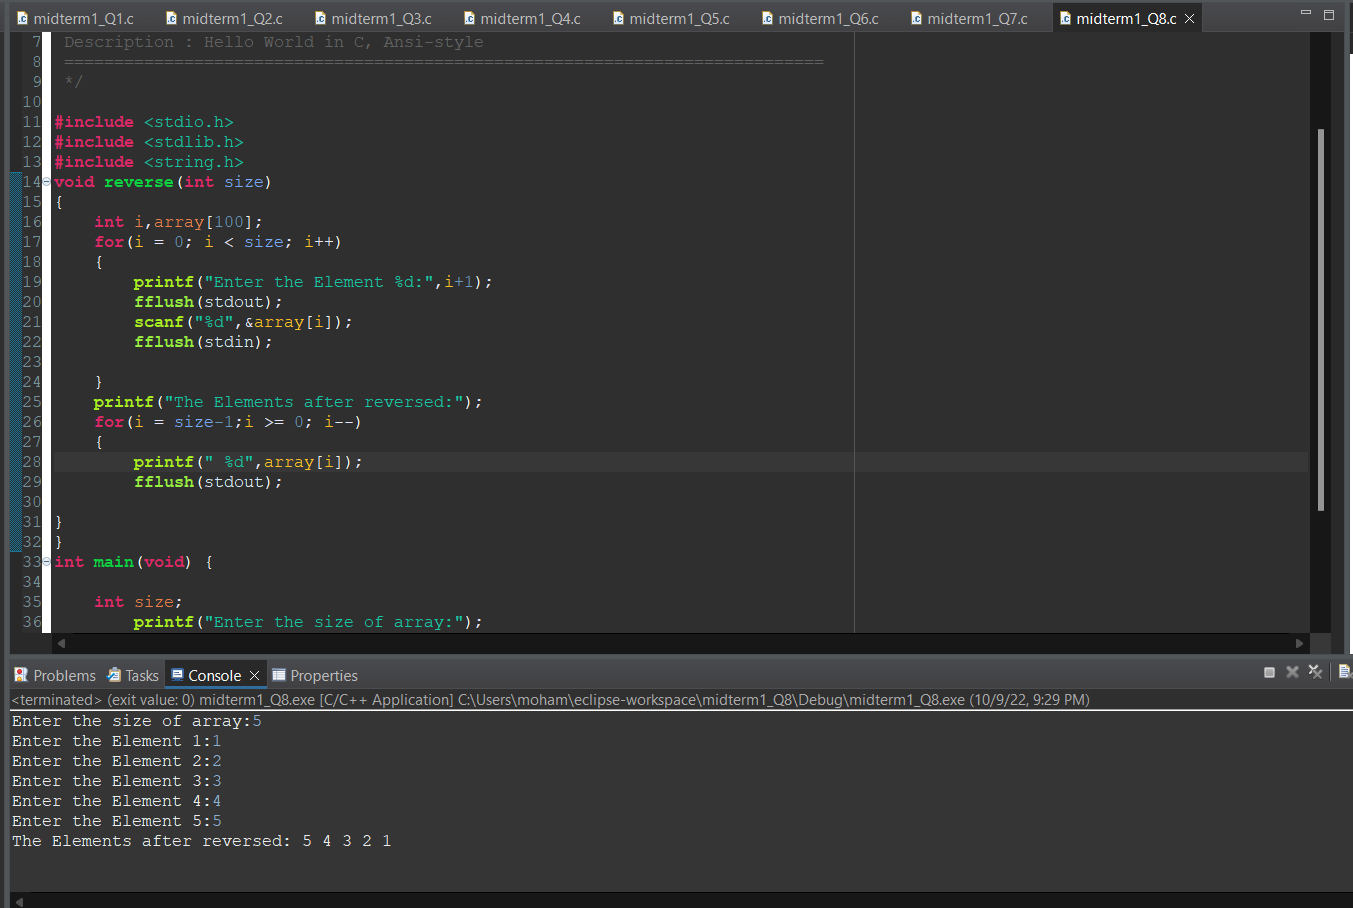 midterm1_Q1.c midterm1_Q2.c midterm1_Q3.c midterm1_Q4.c midterm1_Q5.c midterm1_Q6.c midterm1_Q7.c midterm1_Q8.c
7 Description : Hello World in C, Ansi-style
8 ============================================================================
9 */
10
11 #include <stdio.h>
12 #include <stdlib.h>
13 #include <string.h>
14 void reverse(int size)
15 {
16     int i,array[100];
17     for(i = 0; i < size; i++)
18     {
19         printf("Enter the Element %d:",i+1);
20         fflush(stdout);
21         scanf("%d",&array[i]);
22         fflush(stdin);
23
24     }
25     printf("The Elements after reversed:");
26     for(i = size-1;i >= 0; i--)
27     {
28         printf(" %d",array[i]);
29         fflush(stdout);
30
31 }
32 }
33 int main(void) {
34
35     int size;
36         printf("Enter the size of array:");
Problems Tasks Console Properties
<terminated> (exit value: 0) midterm1_Q8.exe [C/C++ Application] C:\Users\moham\eclipse-workspace\midterm1_Q8\Debug\midterm1_Q8.exe (10/9/22, 9:29 PM)
Enter the size of array:5
Enter the Element 1:1
Enter the Element 2:2
Enter the Element 3:3
Enter the Element 4:4
Enter the Element 5:5
The Elements after reversed: 5 4 3 2 1